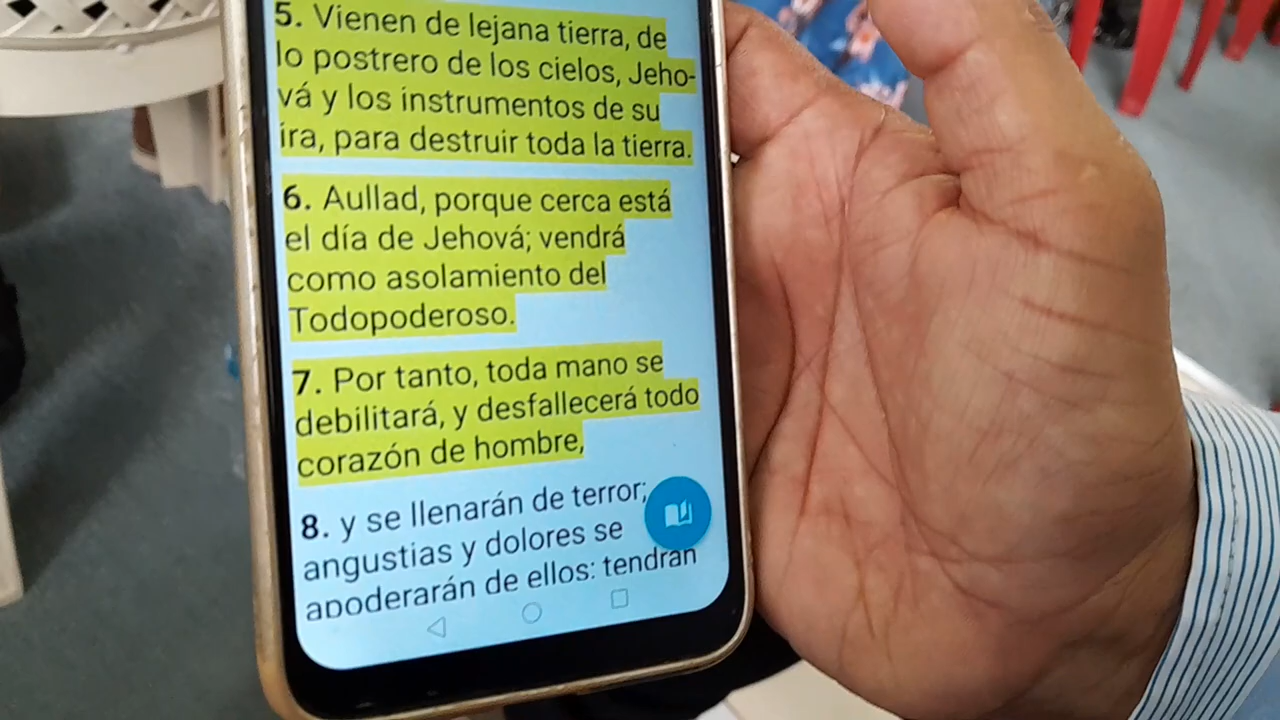 5. Vienen de lejana tierra, de
lo postrero de los cielos, Jeho-
vá y los instrumentos de su
ira, para destruir toda la tierra.
6. Aullad, porque cerca está
el día de Jehová; vendrá
como asolamiento del
Todopoderoso.
7. Por tanto, toda mano se
debilitará, y desfallecerá todo
corazón de hombre,
8. y se llenarán de terror;
angustias y dolores se
apoderarán de ellos: tendrán